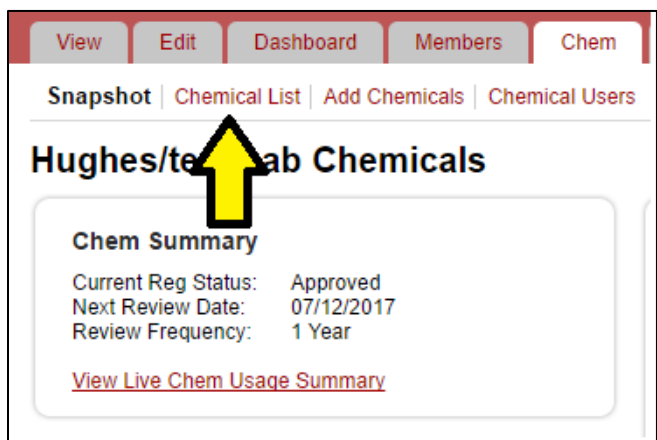 View Edit Dashboard Members Chem
Snapshot | Chemical List | Add Chemicals | Chemical Users
Hughes/te ab Chemicals
Chem Summary
Current Reg Status: Approved
Next Review Date: 07/12/2017
Review Frequency: 1 Year
View Live Chem Usage Summary